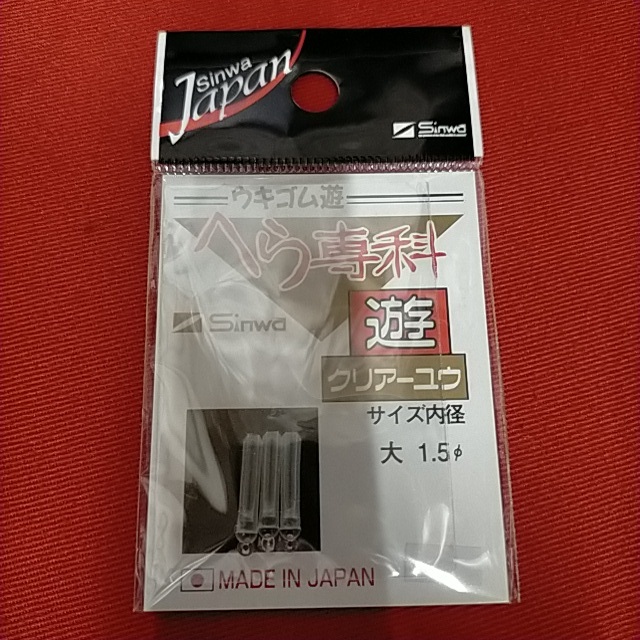 Sinwa
Japan
Sinwa
ウキゴム遊
へら専科
Sinwa
遊
クリアーユウ
サイズ内径
大 1.5φ
MADE IN JAPAN